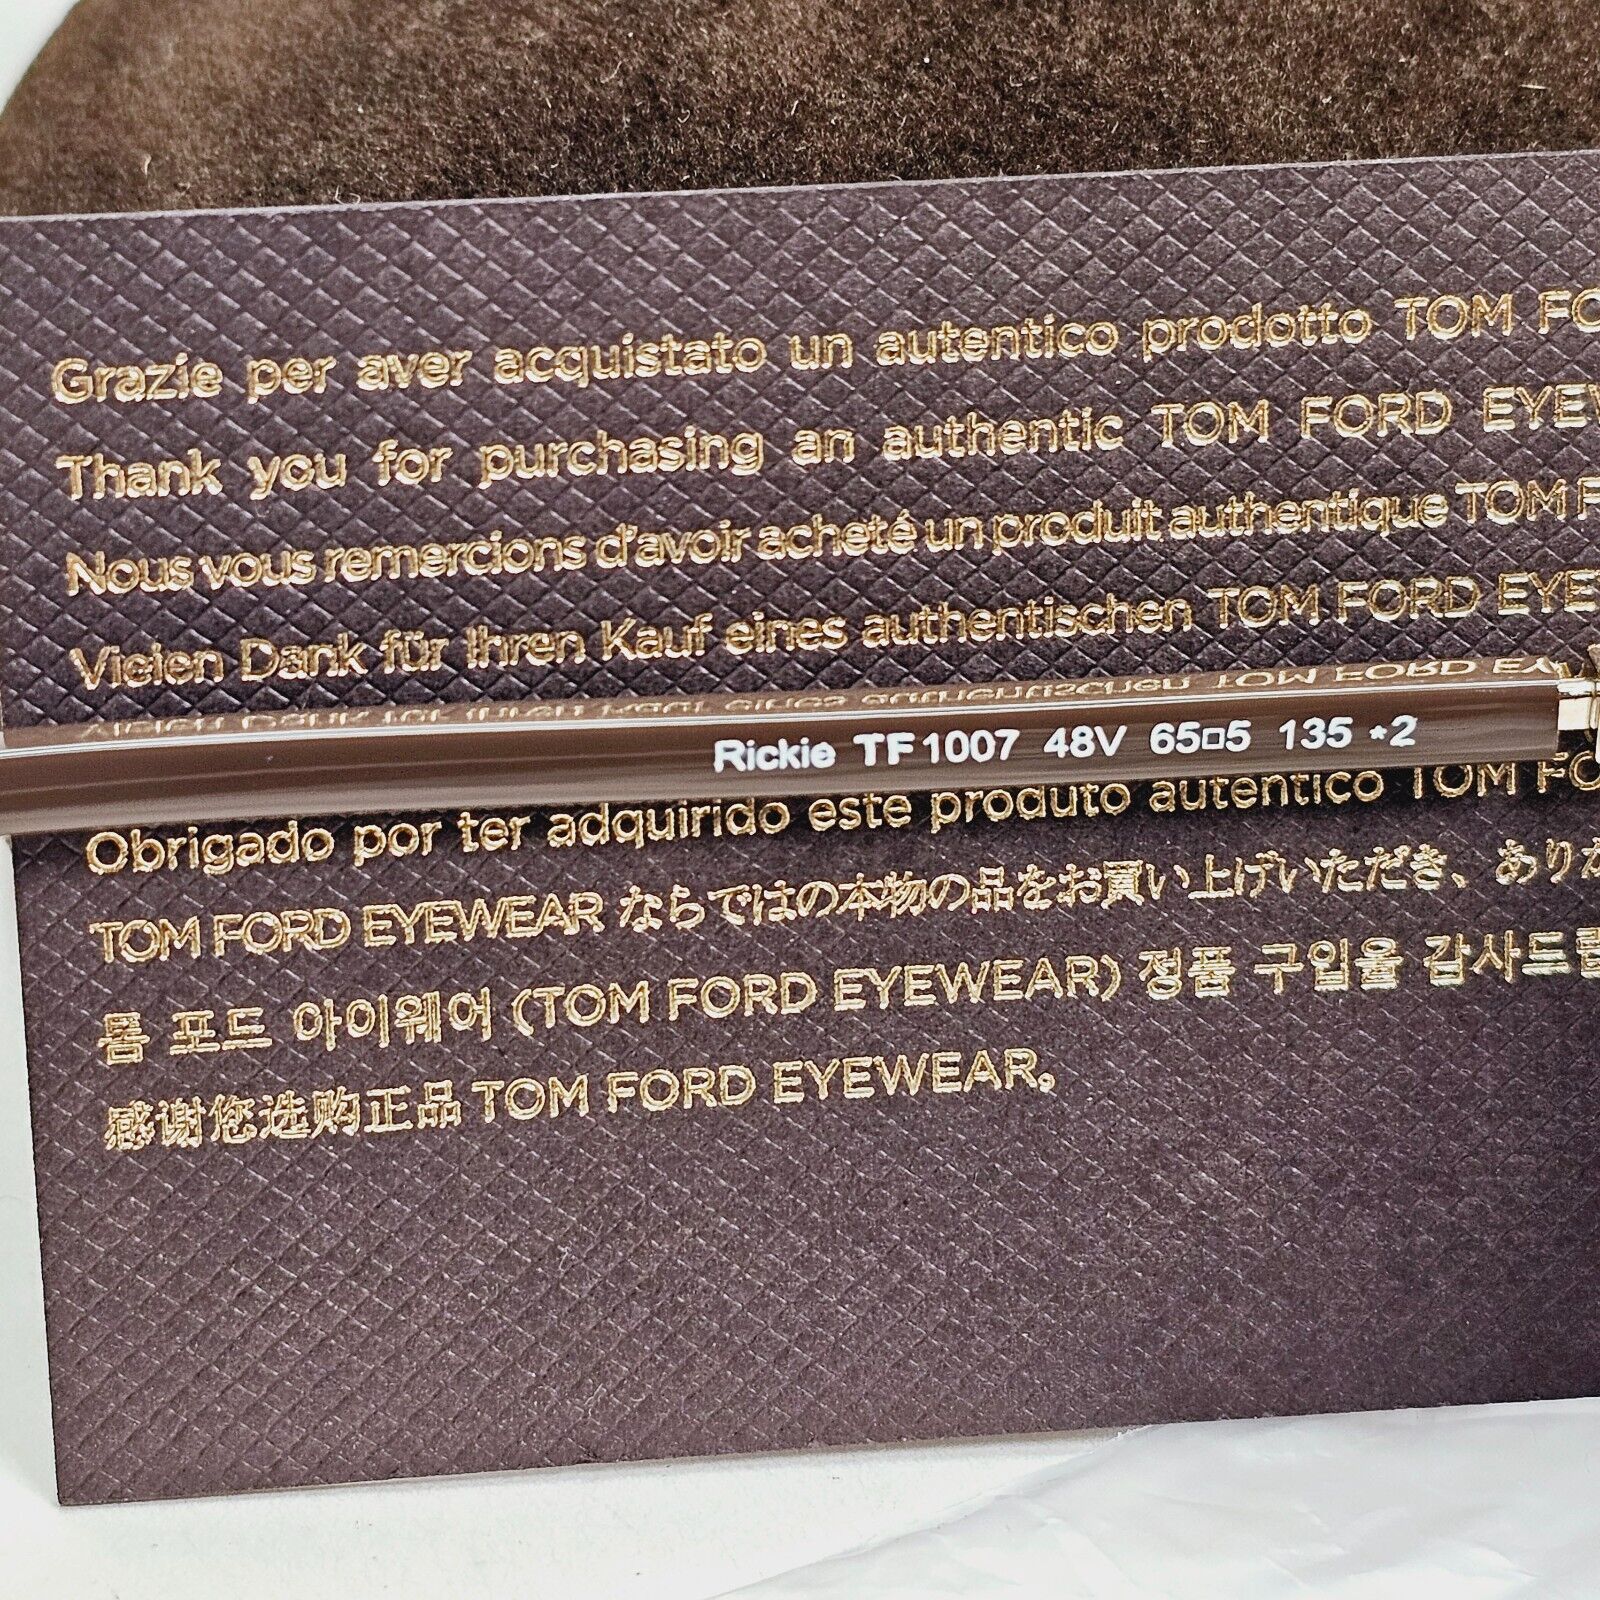 Grazie per aver acquistato un autentico prodotto TOM FO
Thank you for purchasing an authentic TOM FORD EYEW
Nous vous remercions d'avoir acheté un produit authentique TOM F
Vielen Dank für Ihren Kauf eines authentischen TOM FORD EYE
Rickie TF1007 48V 65□5 135 *2
Obrigado por ter adquirido este produto autentico TOM FO
TOM FORD EYEWEAR ならではの本物の品をお買い上げいただき、ありが
톰 포드 아이웨어 (TOM FORD EYEWEAR) 정품 구입을 감사드립
感谢您选购正品 TOM FORD EYEWEAR。